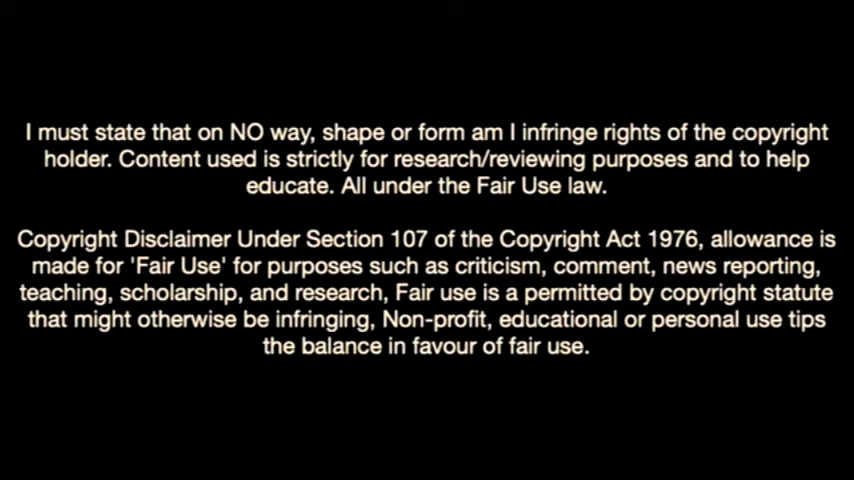 I must state that on NO way, shape or form am I infringe rights of the copyright
holder. Content used is strictly for research/reviewing purposes and to help
educate. All under the Fair Use law.
Copyright Disclaimer Under Section 107 of the Copyright Act 1976, allowance is
made for 'Fair Use' for purposes such as criticism, comment, news reporting,
teaching, scholarship, and research, Fair use is a permitted by copyright statute
that might otherwise be infringing, Non-profit, educational or personal use tips
the balance in favour of fair use.